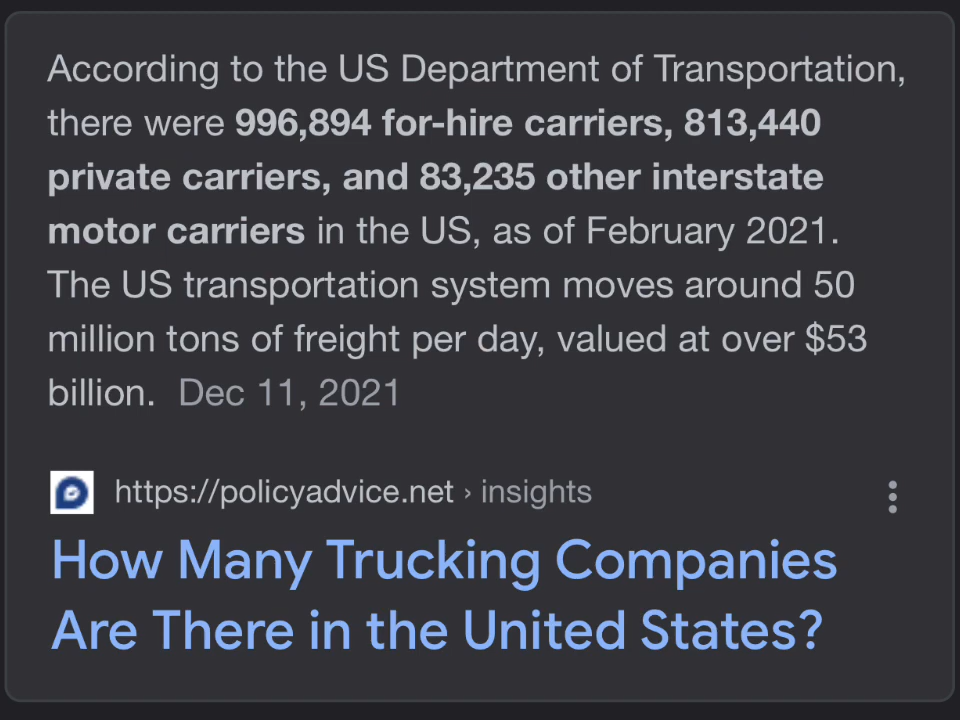 According to the US Department of Transportation,
there were 996,894 for-hire carriers, 813,440
private carriers, and 83,235 other interstate
motor carriers in the US, as of February 2021.
The US transportation system moves around 50
million tons of freight per day, valued at over $53
billion. Dec 11, 2021
https://policyadvice.net › insights
How Many Trucking Companies
Are There in the United States?